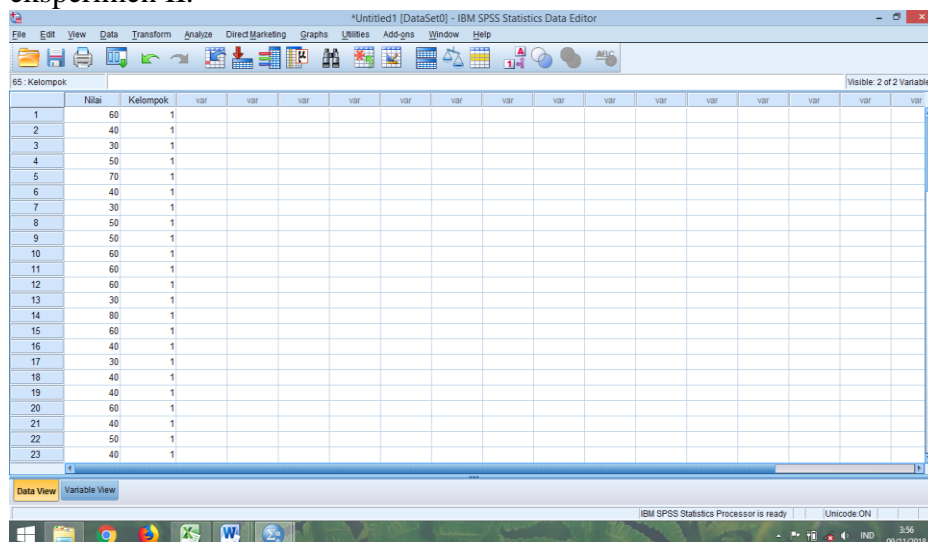 eksperimen II.
*Untitled1 [DataSet0] - IBM SPSS Statistics Data Editor
File Edit View Data Transform Analyze Direct Marketing Graphs Utilities Add-ons Window Help
65 : Kelompok Visible: 2 of 2 Variable
Nilai Kelompok var var var var var var var var var var var var var var var
1 60 1
2 40 1
3 30 1
4 50 1
5 70 1
6 40 1
7 30 1
8 50 1
9 50 1
10 60 1
11 60 1
12 60 1
13 30 1
14 80 1
15 60 1
16 40 1
17 30 1
18 40 1
19 40 1
20 60 1
21 40 1
22 50 1
23 40 1
Data View Variable View
IBM SPSS Statistics Processor is ready Unicode:ON
IND 3:56
09/11/2018